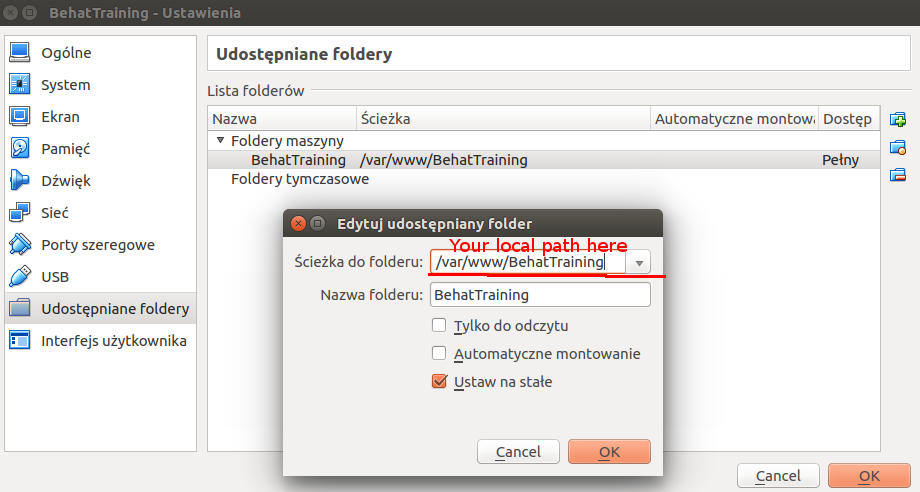 BehatTraining - Ustawienia
Ogólne
System
Ekran
Pamięć
Dźwięk
Sieć
Porty szeregowe
USB
Udostępniane foldery
Interfejs użytkownika
Udostępniane foldery
Lista folderów
Nazwa Ścieżka Automatyczne montowa Dostęp
Foldery maszyny
BehatTraining /var/www/BehatTraining Pełny
Foldery tymczasowe
Edytuj udostępniany folder
Your local path here
Ścieżka do folderu: /var/www/BehatTraining
Nazwa folderu: BehatTraining
Tylko do odczytu
Automatyczne montowanie
Ustaw na stałe
Cancel OK
Cancel OK